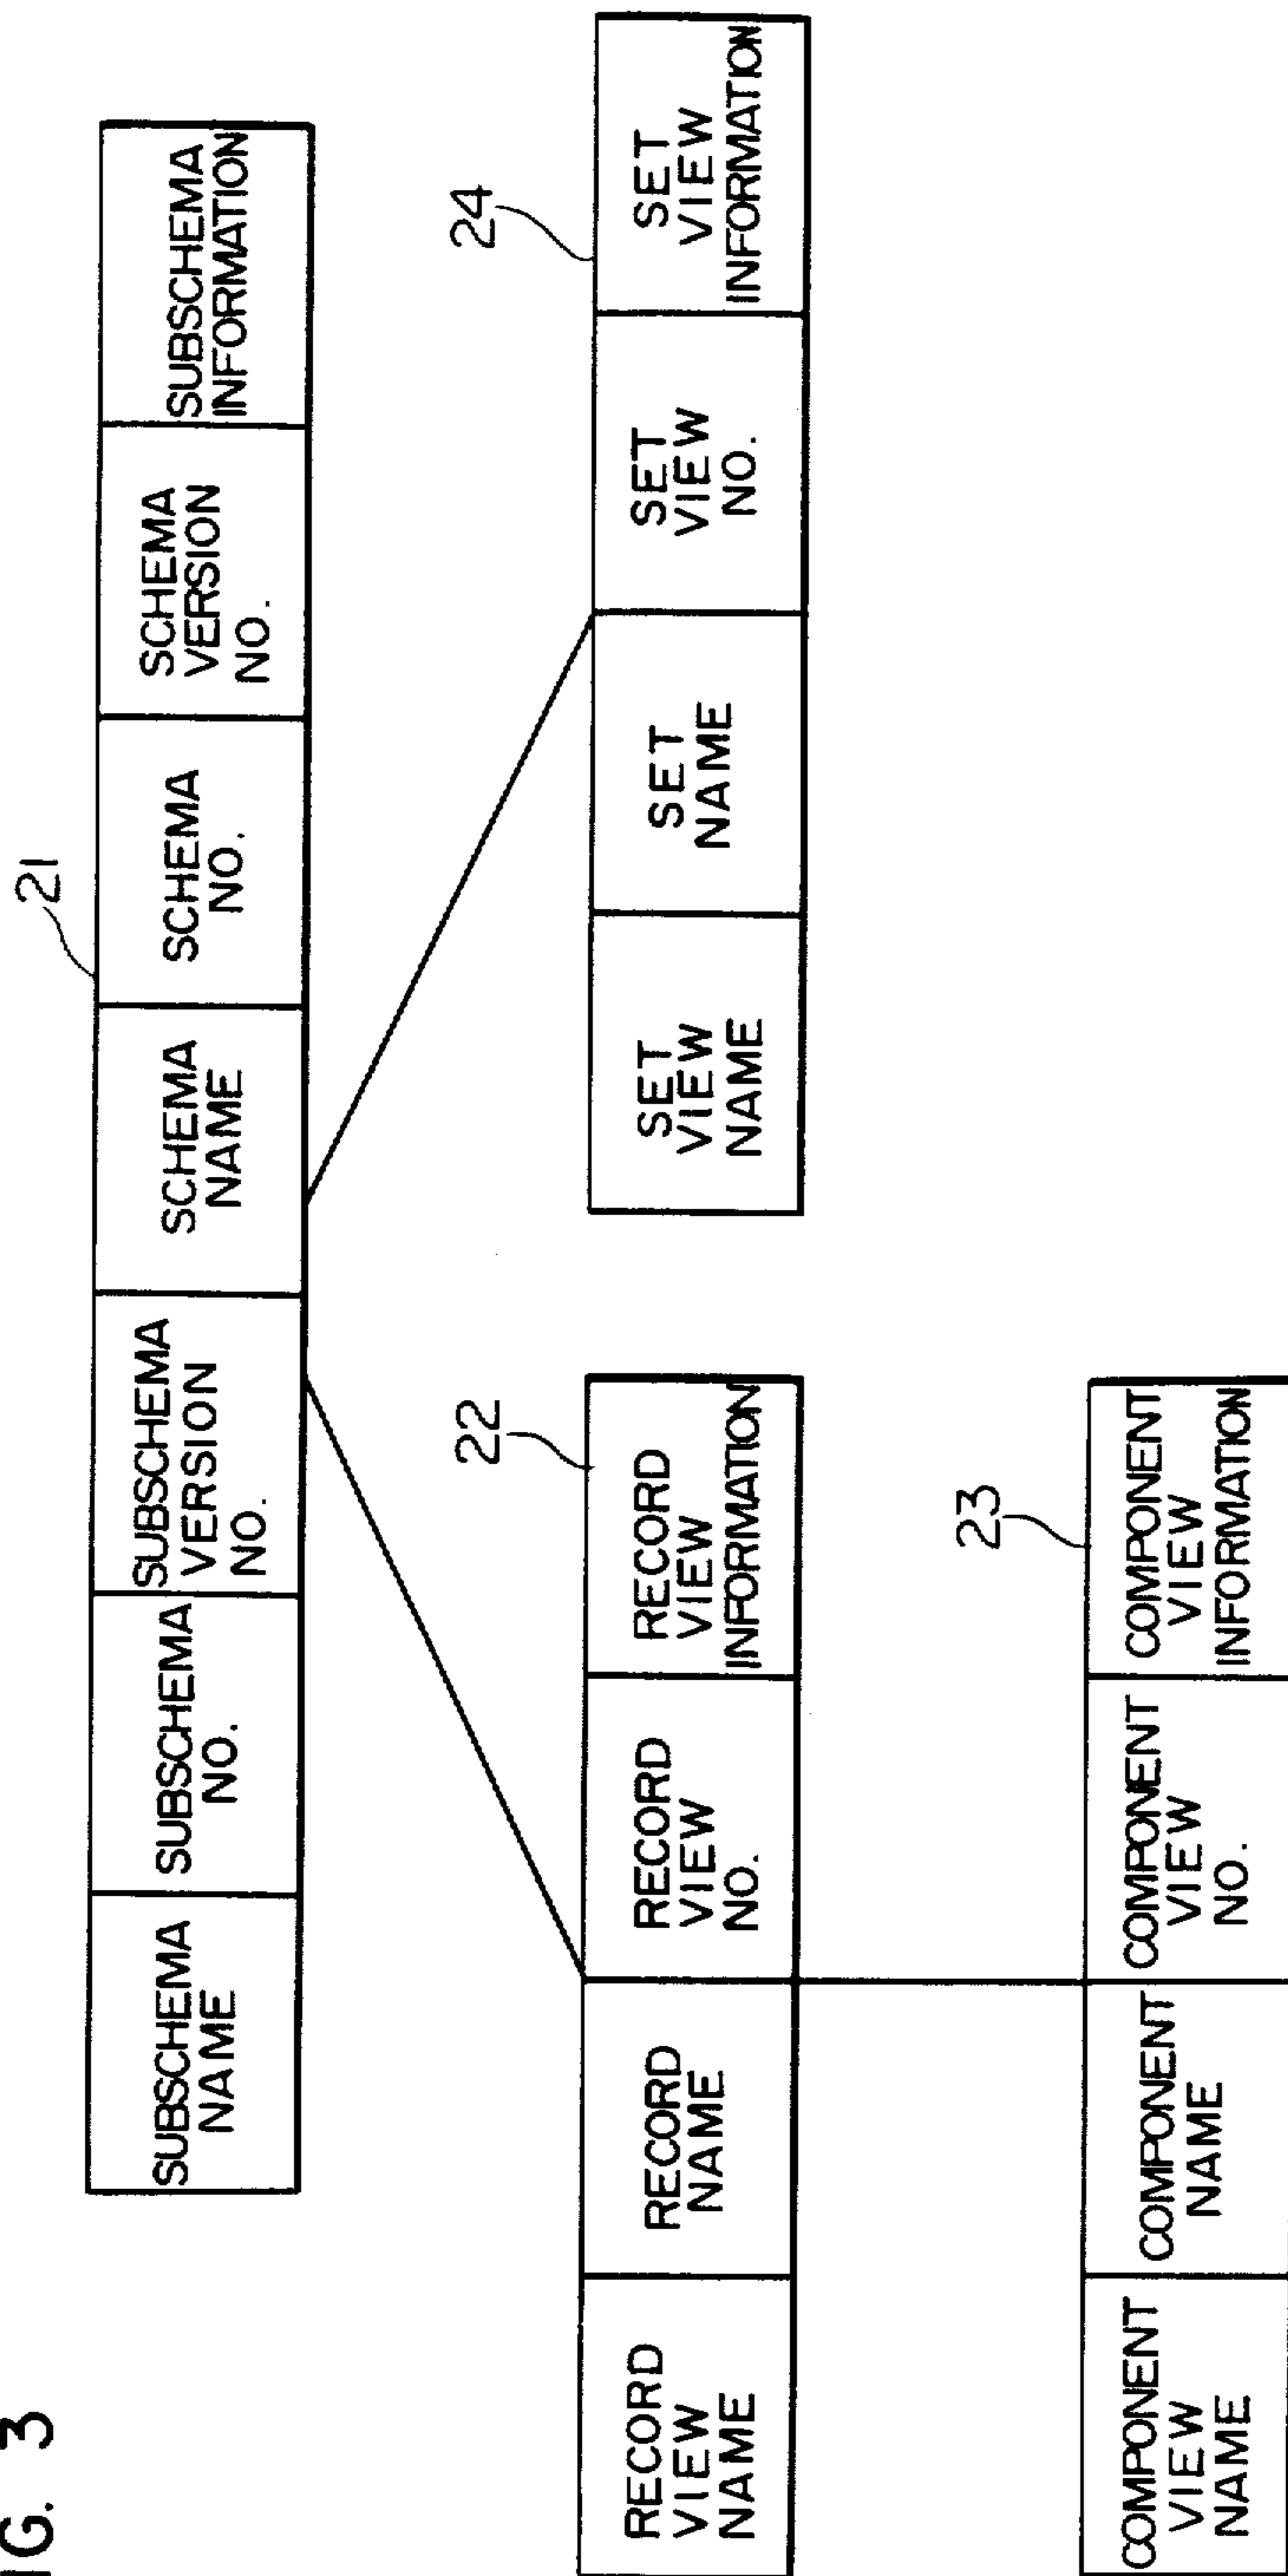 FIG. 3
21
SUBSCHEMA
NAME
SUBSCHEMA
NO.
SUBSCHEMA
VERSION
NO.
SCHEMA
NAME
SCHEMA
NO.
SCHEMA
VERSION
NO.
SUBSCHEMA
INFORMATION
22
RECORD
VIEW
NAME
RECORD
NAME
RECORD
VIEW
NO.
RECORD
VIEW
INFORMATION
24
SET
VIEW
NAME
SET
NAME
SET
VIEW
NO.
SET
VIEW
INFORMATION
23
COMPONENT
VIEW
NAME
COMPONENT
NAME
COMPONENT
VIEW
NO.
COMPONENT
VIEW
INFORMATION